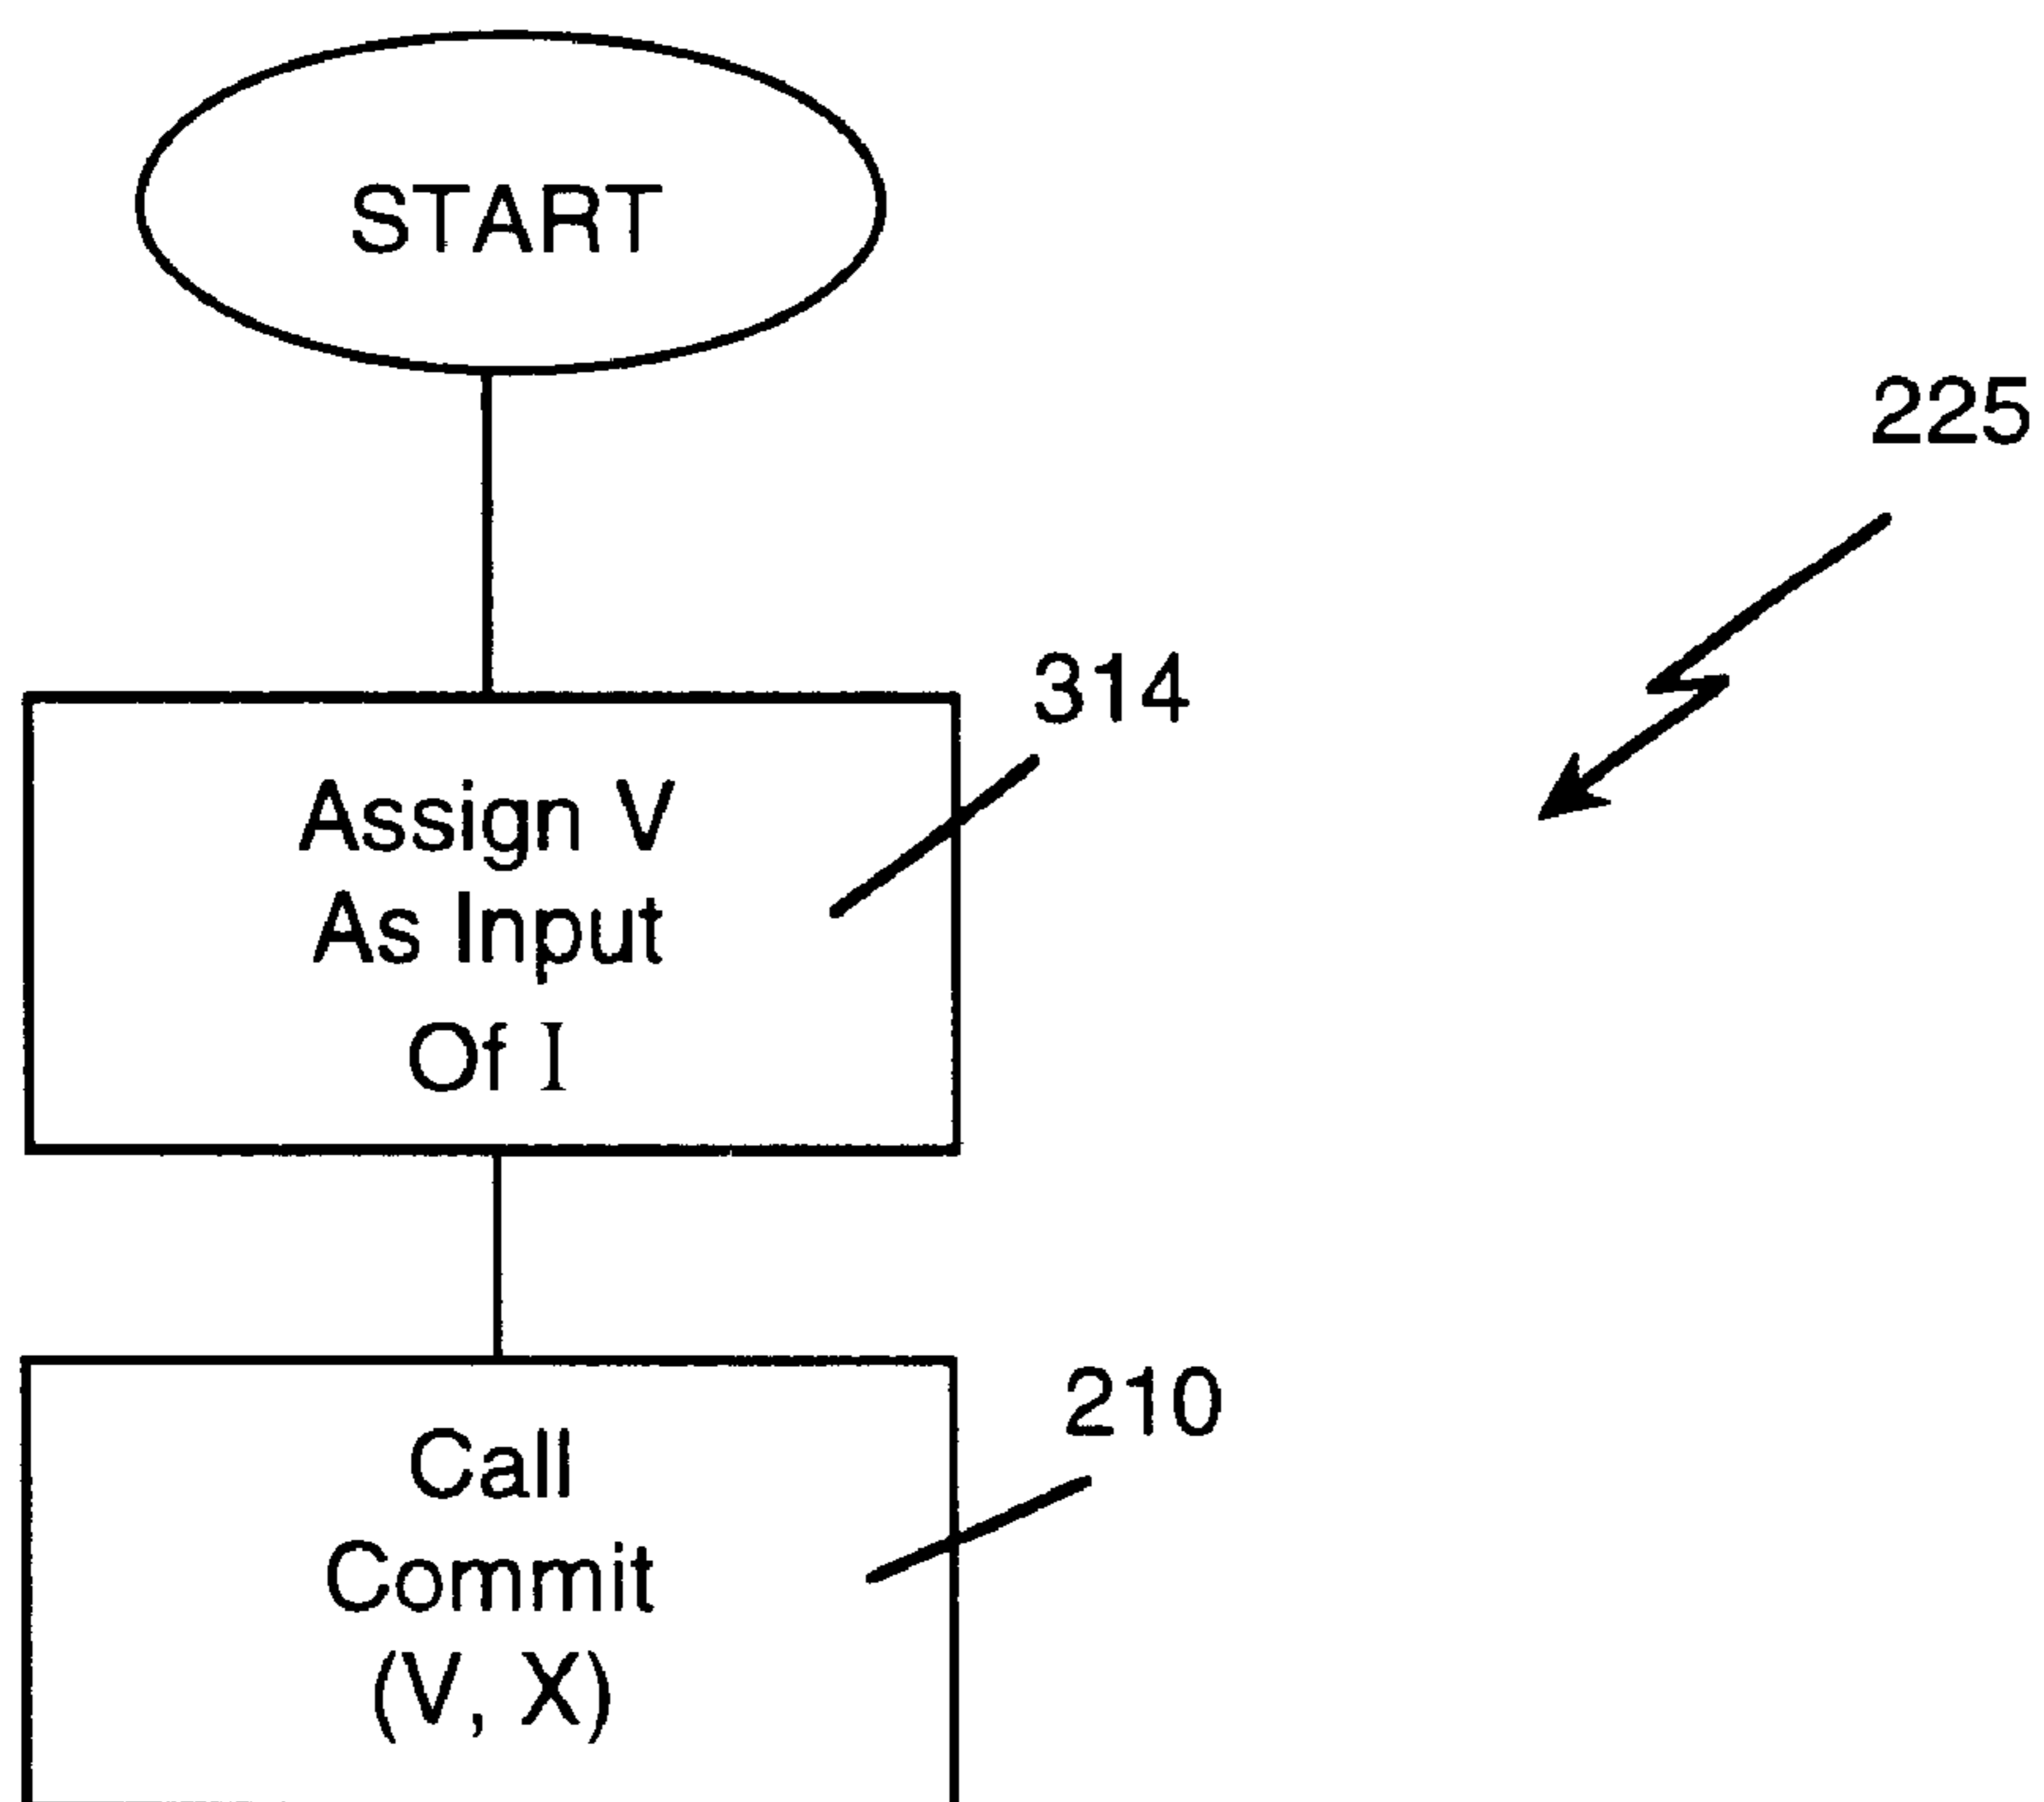 START
225
314
Assign V
As Input
Of I
210
Call
Commit
(V, X)